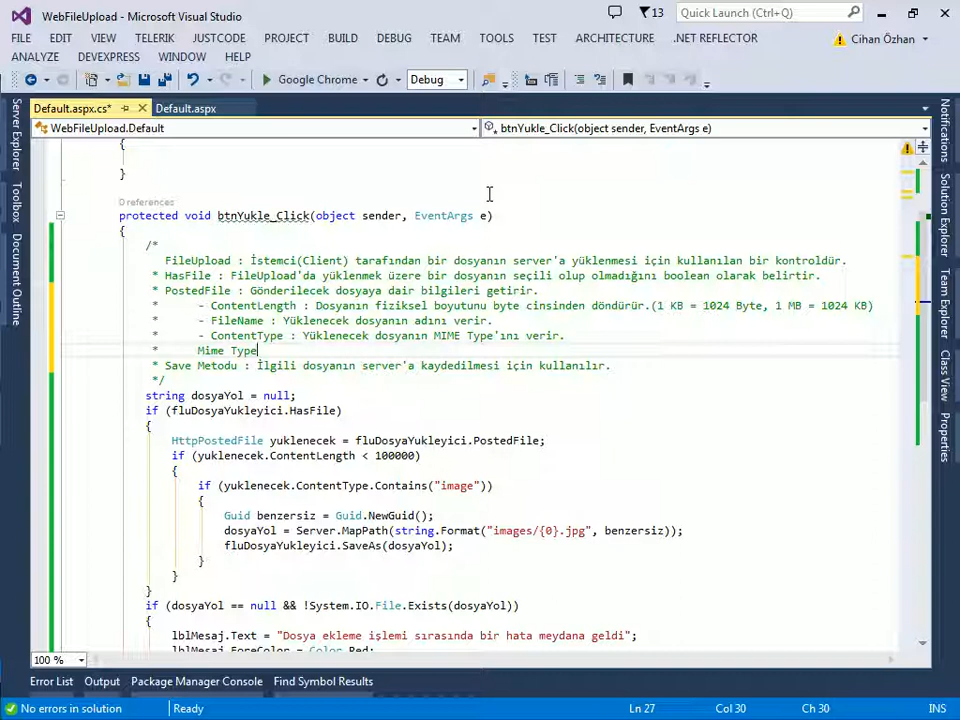 WebFileUpload - Microsoft Visual Studio
13
Quick Launch (Ctrl+Q)
FILE EDIT VIEW TELERIK JUSTCODE PROJECT BUILD DEBUG TEAM TOOLS TEST ARCHITECTURE .NET REFLECTOR
Cihan Özhan
ANALYZE DEVEXPRESS WINDOW HELP
Google Chrome
Debug
Default.aspx.cs*
Default.aspx
WebFileUpload.Default
btnYukle_Click(object sender, EventArgs e)
Server Explorer
Toolbox
Document Outline
Notifications
Solution Explorer
Team Explorer
Class View
Properties
{
}
0 references
protected void btnYukle_Click(object sender, EventArgs e)
{
/*
FileUpload : İstemci(Client) tarafından bir dosyanın server'a yüklenmesi için kullanılan bir kontroldür.
* HasFile : FileUpload'da yüklenmek üzere bir dosyanın seçili olup olmadığını boolean olarak belirtir.
* PostedFile : Gönderilecek dosyaya dair bilgileri getirir.
* - ContentLength : Dosyanın fiziksel boyutunu byte cinsinden döndürür.(1 KB = 1024 Byte, 1 MB = 1024 KB)
* - FileName : Yüklenecek dosyanın adını verir.
* - ContentType : Yüklenecek dosyanın MIME Type'ını verir.
* Mime Type
* Save Metodu : İlgili dosyanın server'a kaydedilmesi için kullanılır.
*/
string dosyaYol = null;
if (fluDosyaYukleyici.HasFile)
{
HttpPostedFile yuklenecek = fluDosyaYukleyici.PostedFile;
if (yuklenecek.ContentLength < 100000)
{
if (yuklenecek.ContentType.Contains("image"))
{
Guid benzersiz = Guid.NewGuid();
dosyaYol = Server.MapPath(string.Format("images/{0}.jpg", benzersiz));
fluDosyaYukleyici.SaveAs(dosyaYol);
}
}
}
if (dosyaYol == null && !System.IO.File.Exists(dosyaYol))
{
lblMesaj.Text = "Dosya ekleme işlemi sırasında bir hata meydana geldi";
lblMesaj.ForeColor = Color.Red;
100 %
Error List Output Package Manager Console Find Symbol Results
No errors in solution
Ready
Ln 27
Col 30
Ch 30
INS